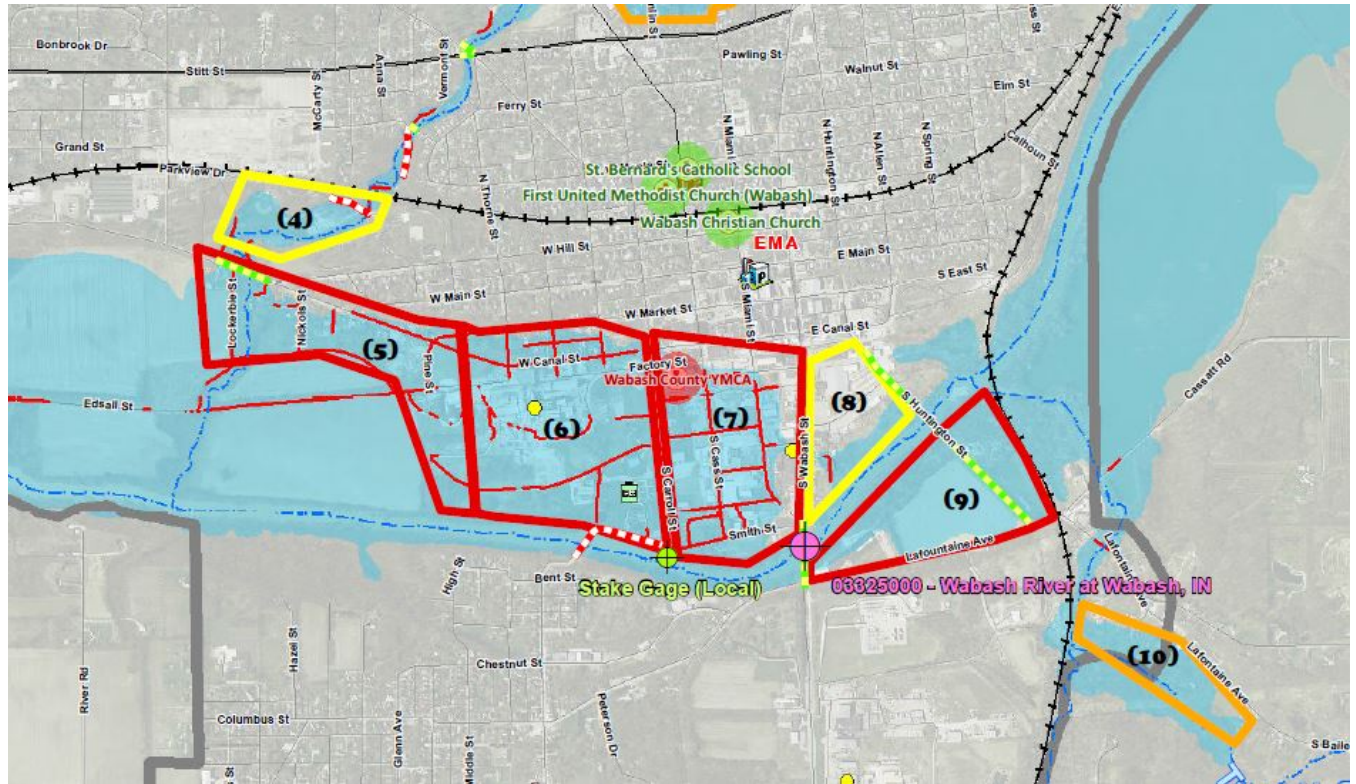 Bonbrook Dr
Stitt St
McCarty St
Anna St
Vermont St
Ferry St
Pawling St
Walnut St
Elm St
Calhoun St
Grand St
Parkview Dr
N Thorne St
N Miami St
N Huntington St
N Allen St
N Spring St
St. Bernard's Catholic School
First United Methodist Church (Wabash)
Wabash Christian Church
EMA
(4)
W Hill St
E Main St
S East St
W Main St
W Market St
S Miami St
E Canal St
Lockerbie St
Nickols St
(5)
Pine St
W Canal St
Factory St
Wabash County YMCA
Cassatt Rd
Edsall St
(6)
(7)
(8)
S Huntington St
S Carroll St
S Cass St
S Wabash St
(9)
Smith St
Lafountaine Ave
Lafontaine Ave
High St
Bent St
Stake Gage (Local)
03325000 - Wabash River at Wabash, IN
(10)
Lafontaine Ave
River Rd
Hazel St
Chestnut St
Columbus St
Glenn Ave
Middle St
Peterson Dr